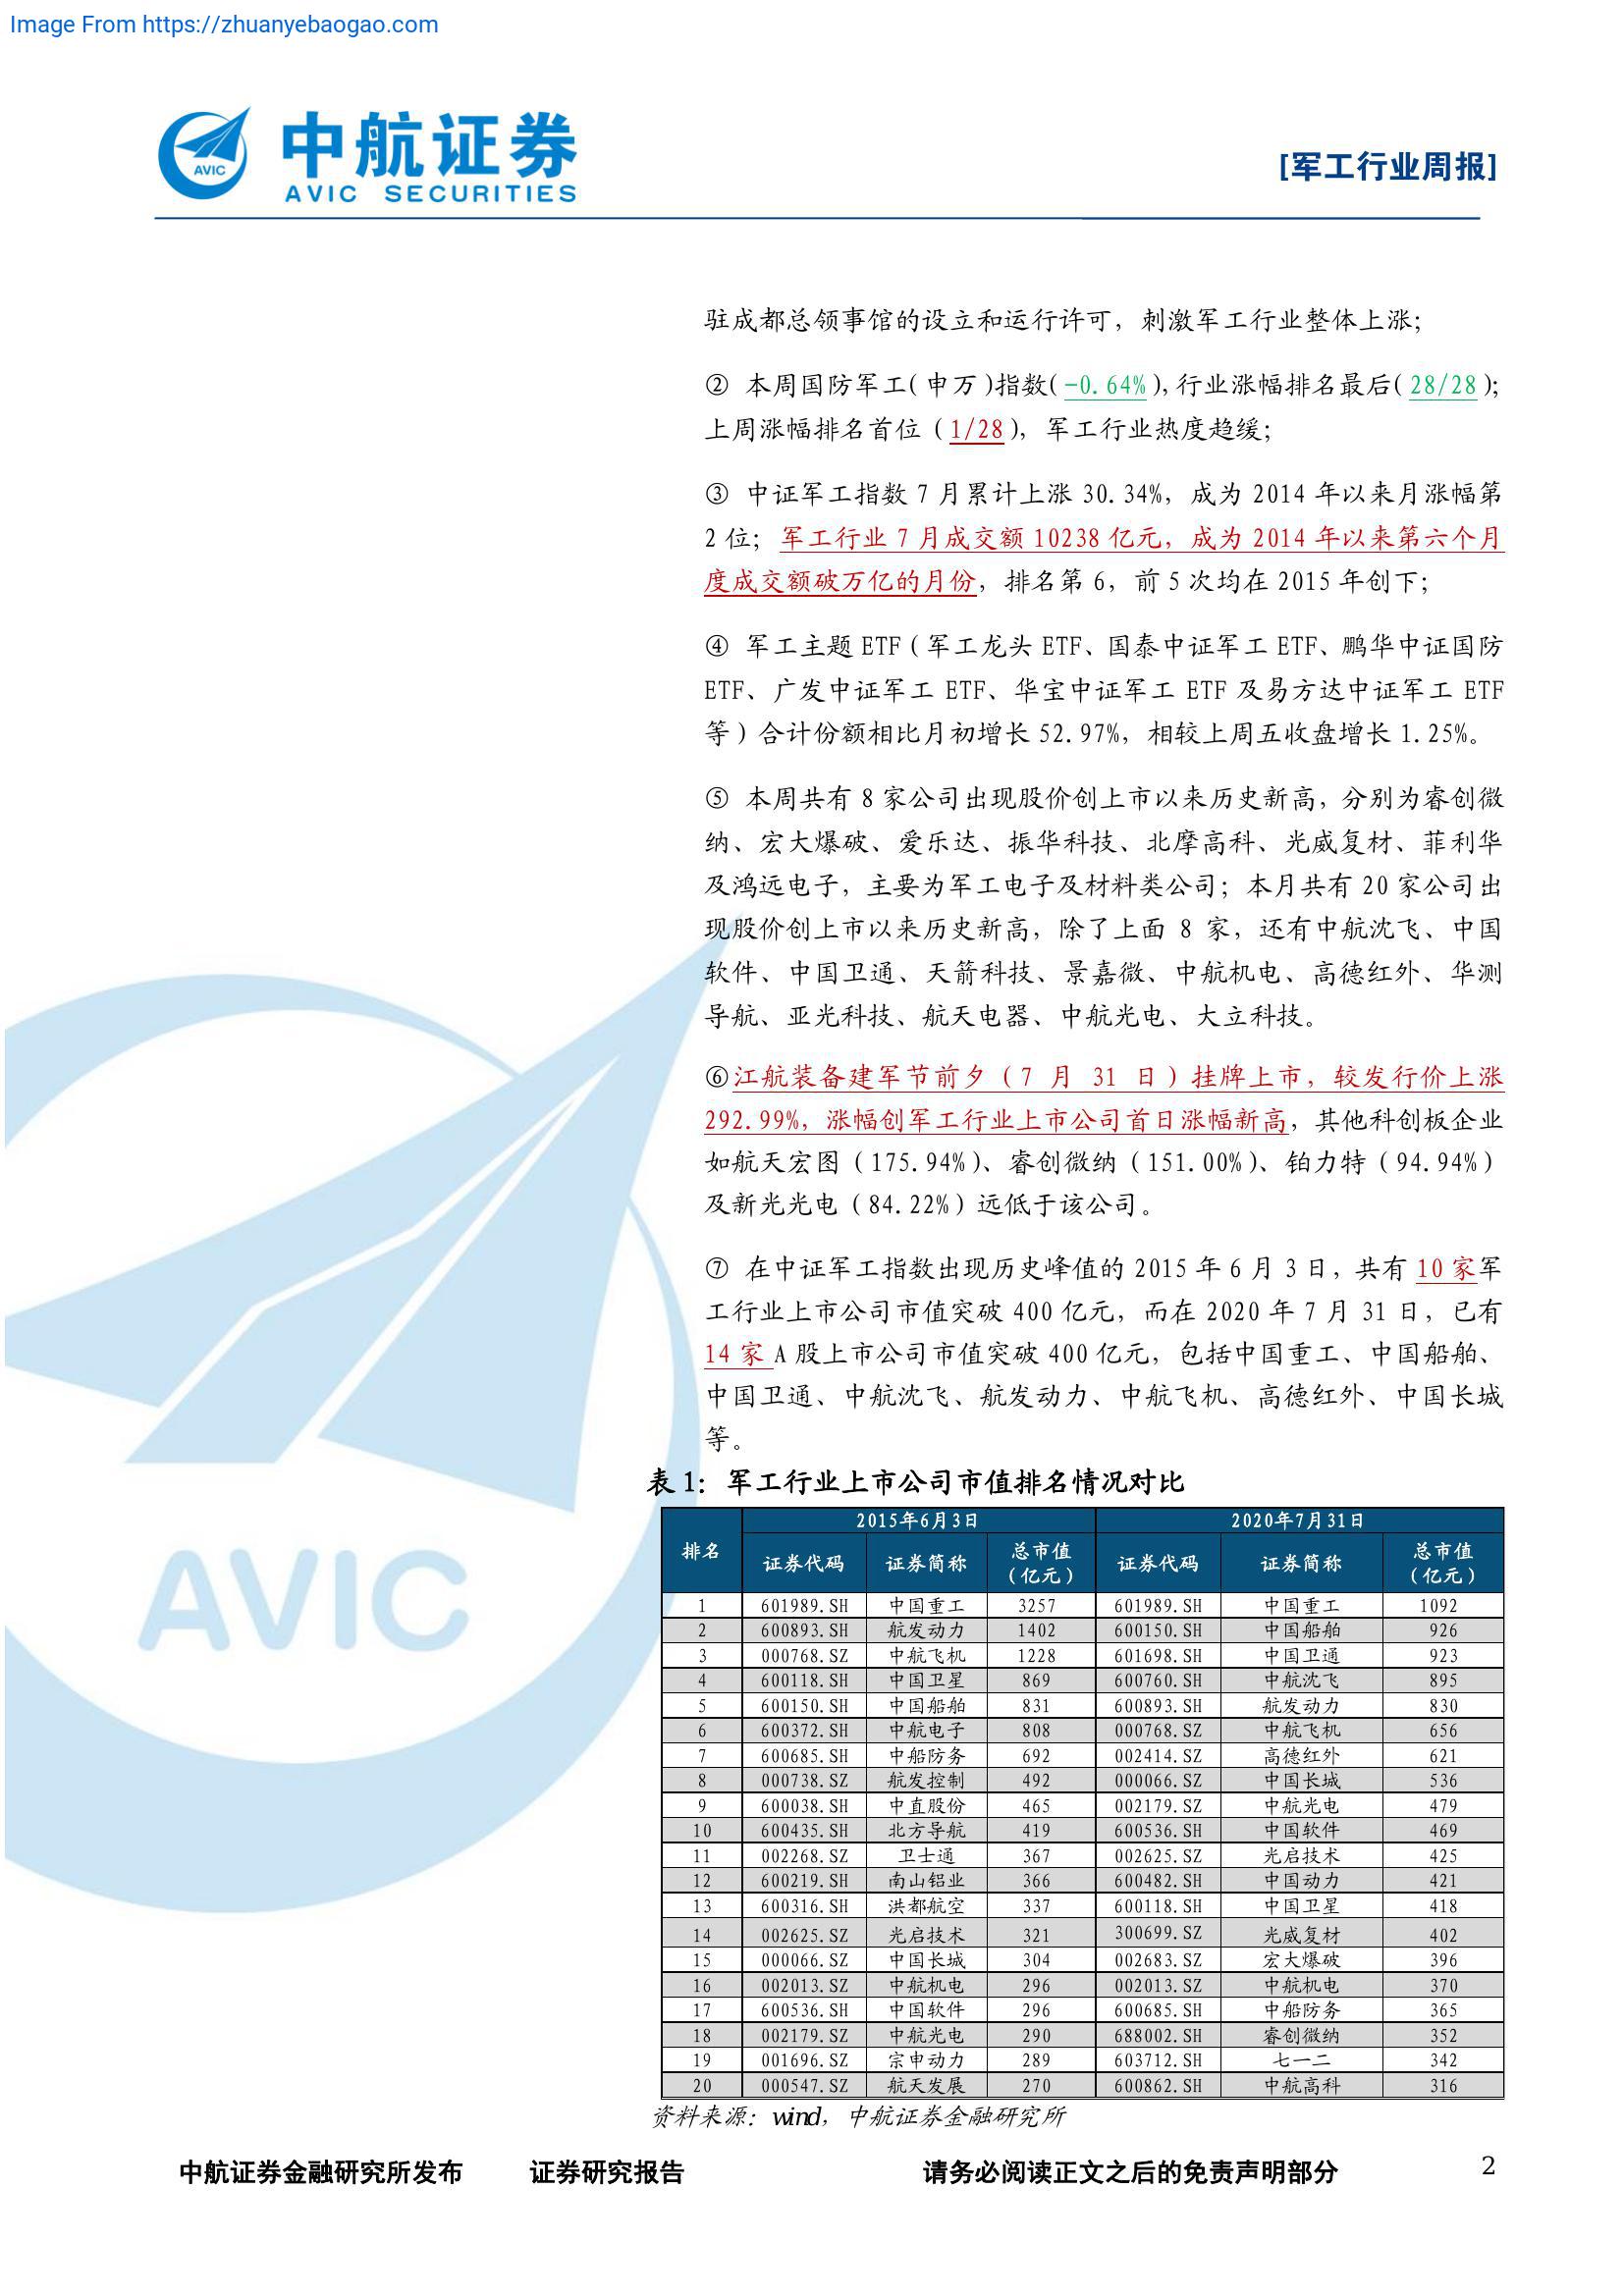 Image From https://zhuanyebaogao.com
AVIC
中航证券
AVIC SECURITIES
[军工行业周报]
驻成都总领事馆的设立和运行许可，刺激军工行业整体上涨；
② 本周国防军工(申万)指数(-0.64%),行业涨幅排名最后(28/28)；
上周涨幅排名首位（1/28），军工行业热度趋缓；
③ 中证军工指数 7 月累计上涨 30.34%，成为 2014 年以来月涨幅第
2 位；军工行业 7 月成交额 10238 亿元，成为 2014 年以来第六个月
度成交额破万亿的月份，排名第 6，前 5 次均在 2015 年创下；
④ 军工主题 ETF（军工龙头 ETF、国泰中证军工 ETF、鹏华中证国防
ETF、广发中证军工 ETF、华宝中证军工 ETF 及易方达中证军工 ETF
等）合计份额相比月初增长 52.97%，相较上周五收盘增长 1.25%。
⑤ 本周共有 8 家公司出现股价创上市以来历史新高，分别为睿创微
纳、宏大爆破、爱乐达、振华科技、北摩高科、光威复材、菲利华
及鸿远电子，主要为军工电子及材料类公司；本月共有 20 家公司出
现股价创上市以来历史新高，除了上面 8 家，还有中航沈飞、中国
软件、中国卫通、天箭科技、景嘉微、中航机电、高德红外、华测
导航、亚光科技、航天电器、中航光电、大立科技。
⑥江航装备建军节前夕（7 月 31 日）挂牌上市，较发行价上涨
292.99%，涨幅创军工行业上市公司首日涨幅新高，其他科创板企业
如航天宏图（175.94%）、睿创微纳（151.00%）、铂力特（94.94%）
及新光光电（84.22%）远低于该公司。
⑦ 在中证军工指数出现历史峰值的 2015 年 6 月 3 日，共有 10 家军
工行业上市公司市值突破 400 亿元，而在 2020 年 7 月 31 日，已有
14 家 A 股上市公司市值突破 400 亿元，包括中国重工、中国船舶、
中国卫通、中航沈飞、航发动力、中航飞机、高德红外、中国长城
等。
AVIC
表 1：军工行业上市公司市值排名情况对比
排名 2015年6月3日 2020年7月31日
证券代码 证券简称 总市值（亿元） 证券代码 证券简称 总市值（亿元）
1 601989.SH 中国重工 3257 601989.SH 中国重工 1092
2 600893.SH 航发动力 1402 600150.SH 中国船舶 926
3 000768.SZ 中航飞机 1228 601698.SH 中国卫通 923
4 600118.SH 中国卫星 869 600760.SH 中航沈飞 895
5 600150.SH 中国船舶 831 600893.SH 航发动力 830
6 600372.SH 中航电子 808 000768.SZ 中航飞机 656
7 600685.SH 中船防务 692 002414.SZ 高德红外 621
8 000738.SZ 航发控制 492 000066.SZ 中国长城 536
9 600038.SH 中直股份 465 002179.SZ 中航光电 479
10 600435.SH 北方导航 419 600536.SH 中国软件 469
11 002268.SZ 卫士通 367 002625.SZ 光启技术 425
12 600219.SH 南山铝业 366 600482.SH 中国动力 421
13 600316.SH 洪都航空 337 600118.SH 中国卫星 418
14 002625.SZ 光启技术 321 300699.SZ 光威复材 402
15 000066.SZ 中国长城 304 002683.SZ 宏大爆破 396
16 002013.SZ 中航机电 296 002013.SZ 中航机电 370
17 600536.SH 中国软件 296 600685.SH 中船防务 365
18 002179.SZ 中航光电 290 688002.SH 睿创微纳 352
19 001696.SZ 宗申动力 289 603712.SH 七一二 342
20 000547.SZ 航天发展 270 600862.SH 中航高科 316
资料来源：wind，中航证券金融研究所
中航证券金融研究所发布 证券研究报告 请务必阅读正文之后的免责声明部分 2